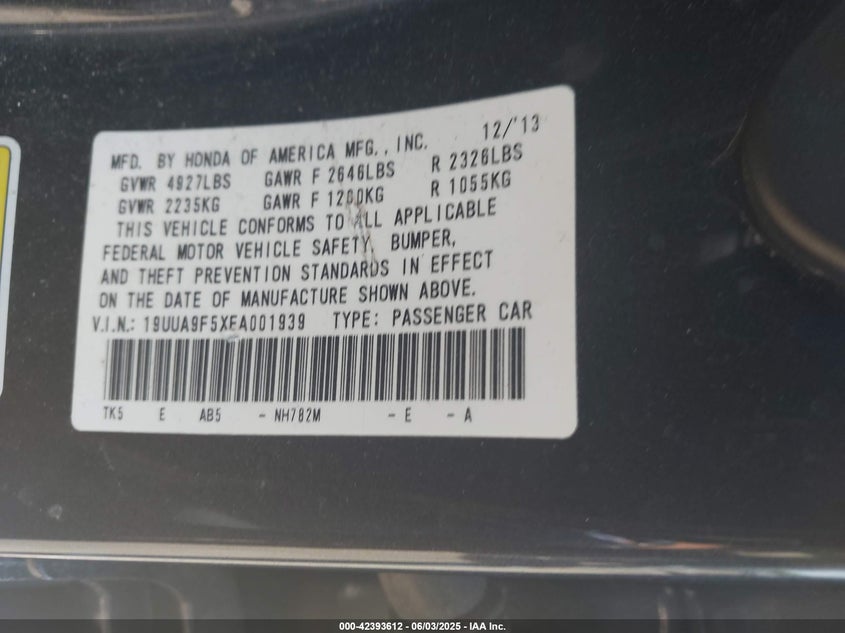 MFD. BY HONDA OF AMERICA MFG., INC. 12/'13
GVWR 4927LBS GAWR F 2646LBS R 2326LBS
GVWR 2235KG GAWR F 1200KG R 1055KG
THIS VEHICLE CONFORMS TO ALL APPLICABLE
FEDERAL MOTOR VEHICLE SAFETY, BUMPER,
AND THEFT PREVENTION STANDARDS IN EFFECT
ON THE DATE OF MANUFACTURE SHOWN ABOVE.
V.I.N.: 19UUA9F5XEA001939 TYPE: PASSENGER CAR
TK5 E AB5 - NH782M - E - A
000-42393612 | 06/03/2025 - IAA Inc.